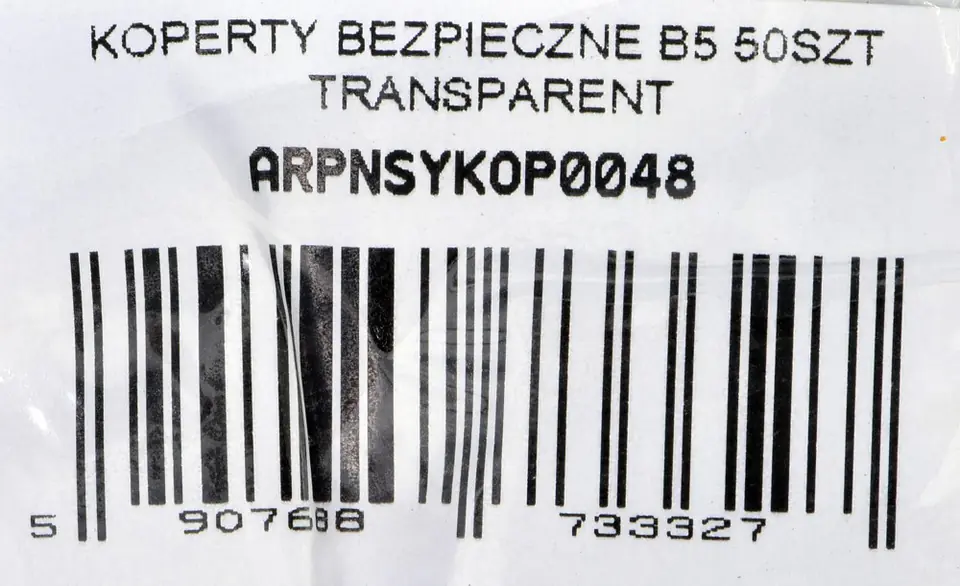 KOPERTY BEZPIECZNE B5 50SZT
TRANSPARENT
ARPNSYKOP0048
5 907688 733327